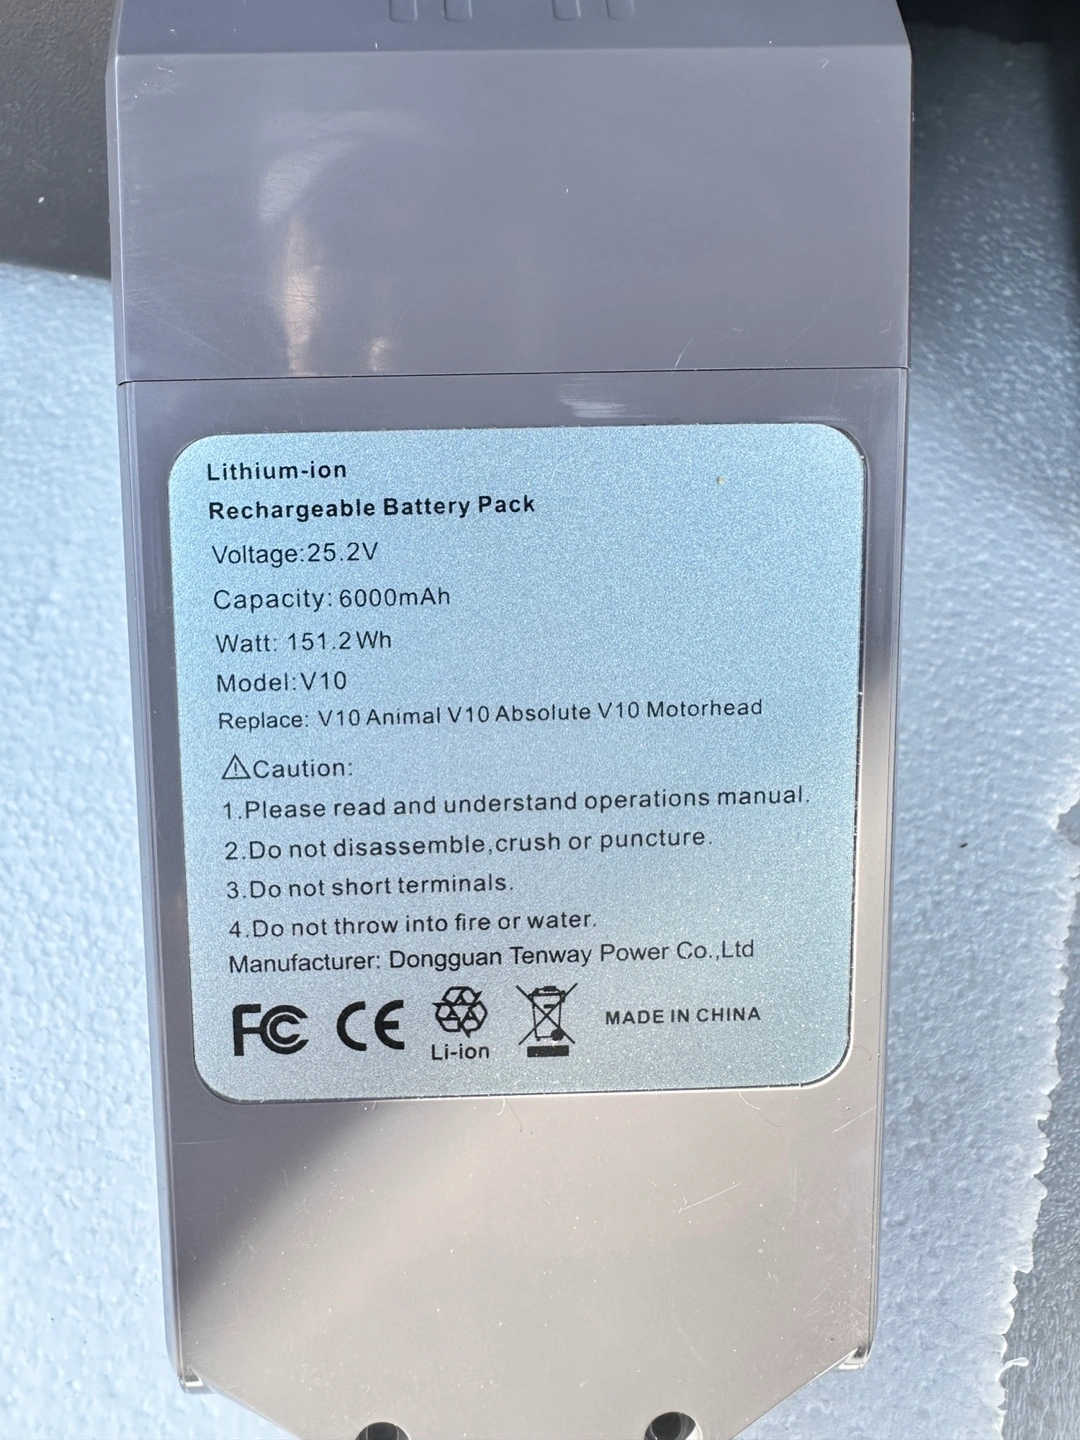 Lithium-ion
Rechargeable Battery Pack
Voltage:25.2V
Capacity: 6000mAh
Watt: 151.2Wh
Model:V10
Replace: V10 Animal V10 Absolute V10 Motorhead
⚠Caution:
1.Please read and understand operations manual.
2.Do not disassemble,crush or puncture.
3.Do not short terminals.
4.Do not throw into fire or water.
Manufacturer: Dongguan Tenway Power Co.,Ltd
FC CE Li-ion MADE IN CHINA